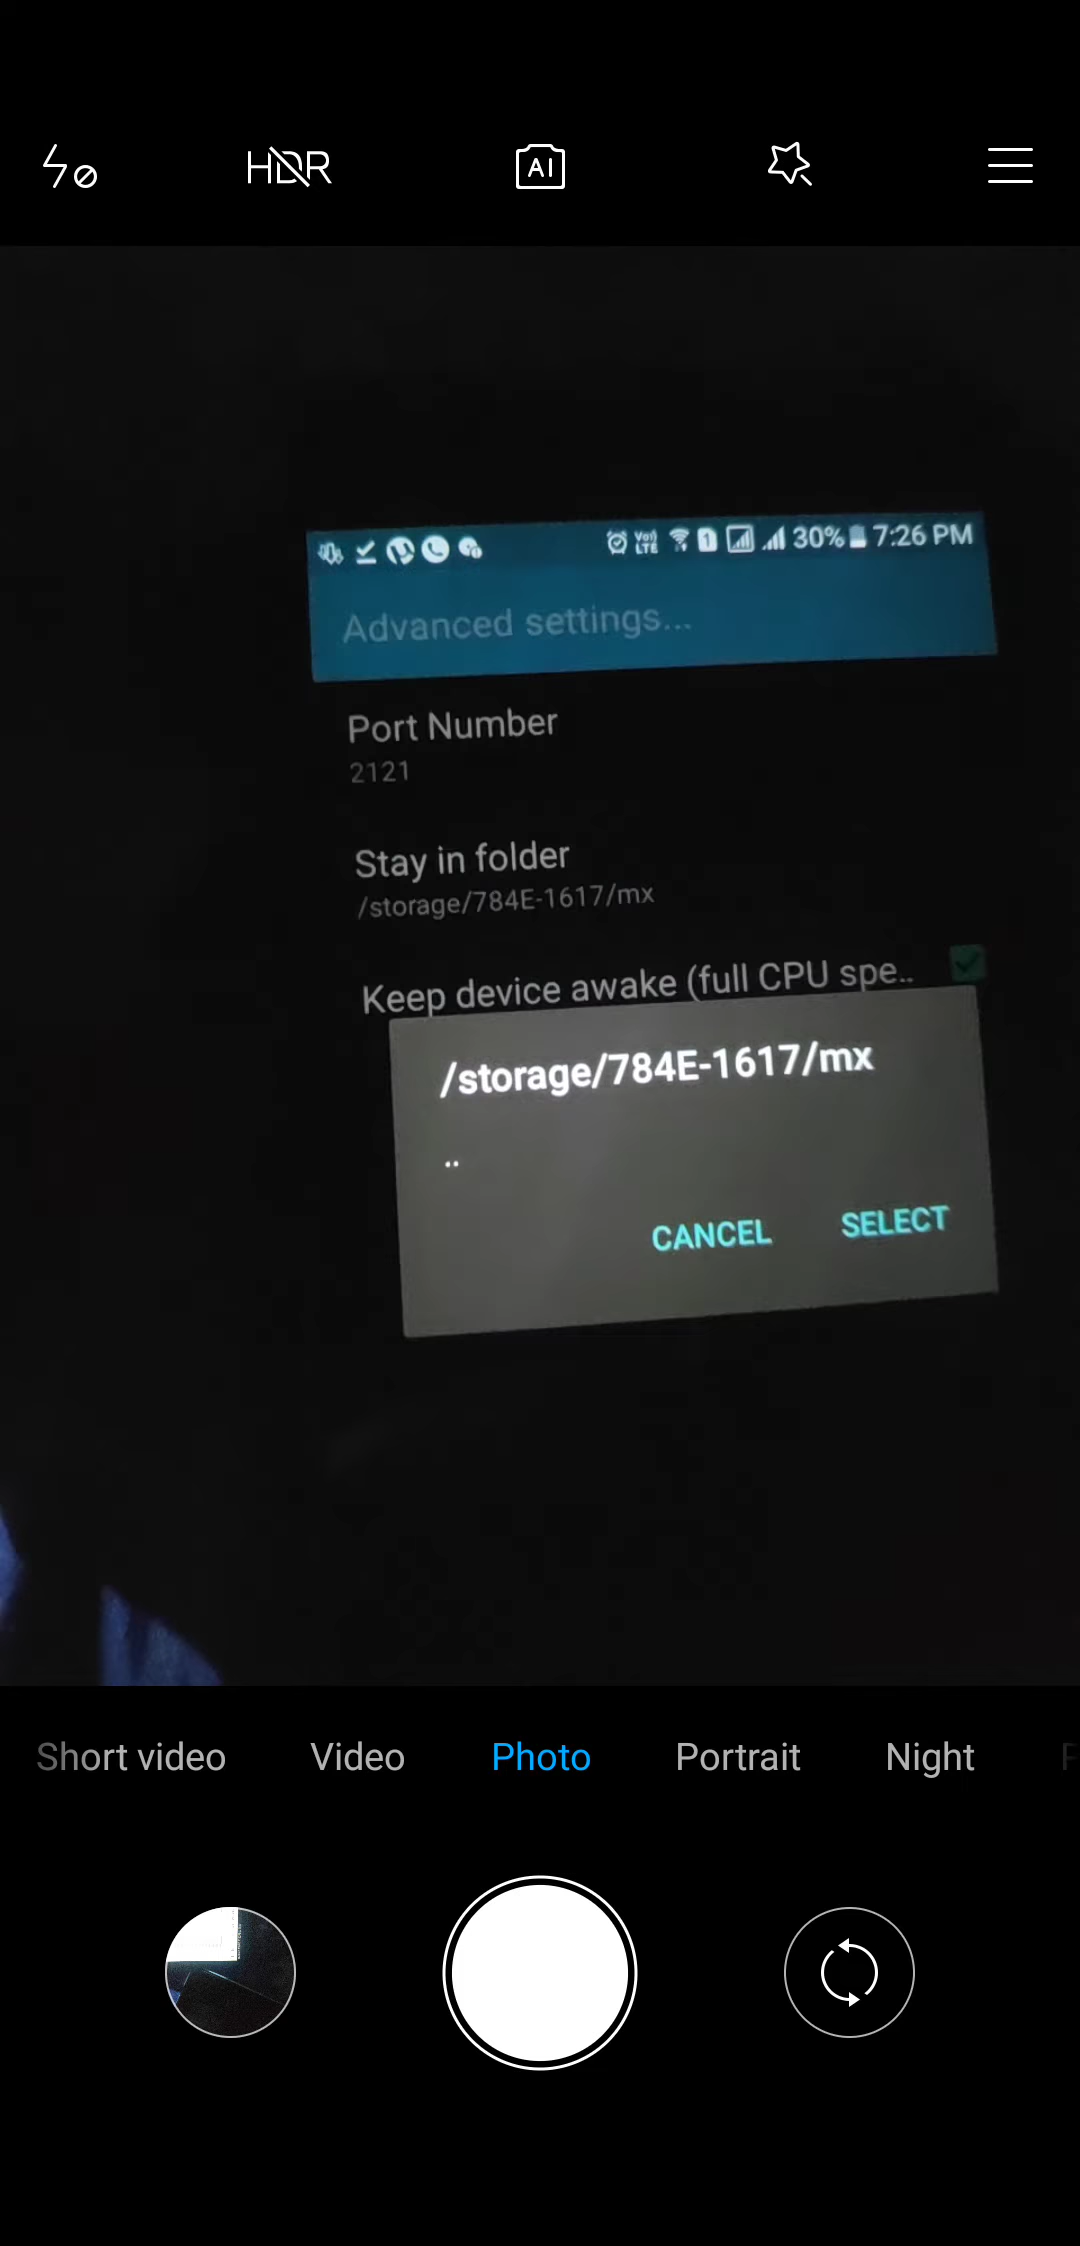 HDR
AI
30% 7:26 PM
Advanced settings...
Port Number
2121
Stay in folder
/storage/784E-1617/mx
Keep device awake (full CPU spe..
/storage/784E-1617/mx
..
CANCEL SELECT
Short video Video Photo Portrait Night